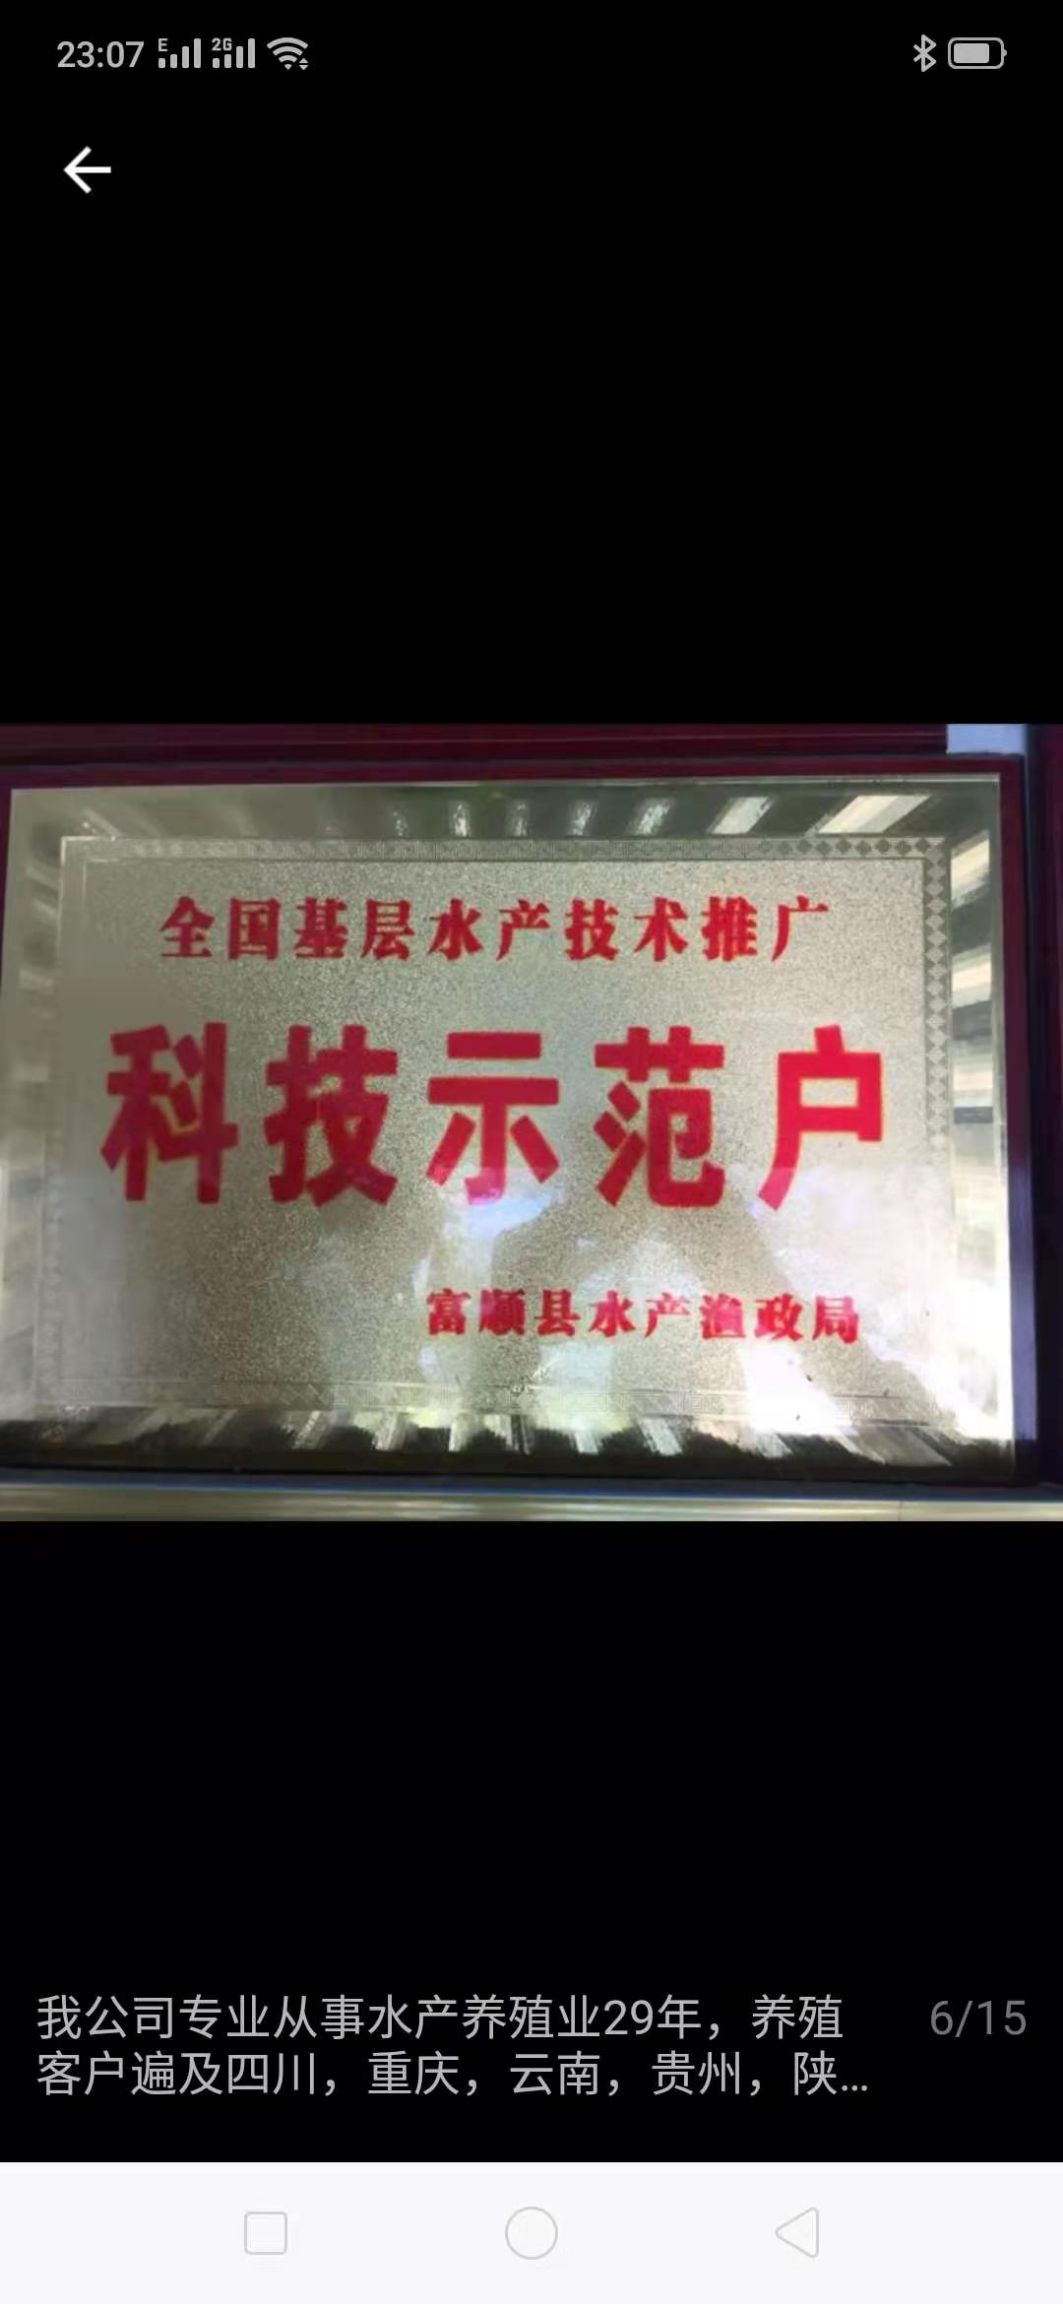 23:07
E
2G
全国基层水产技术推广
科技示范户
富顺县水产渔政局
我公司专业从事水产养殖业29年，养殖
客户遍及四川，重庆，云南，贵州，陕...
6/15